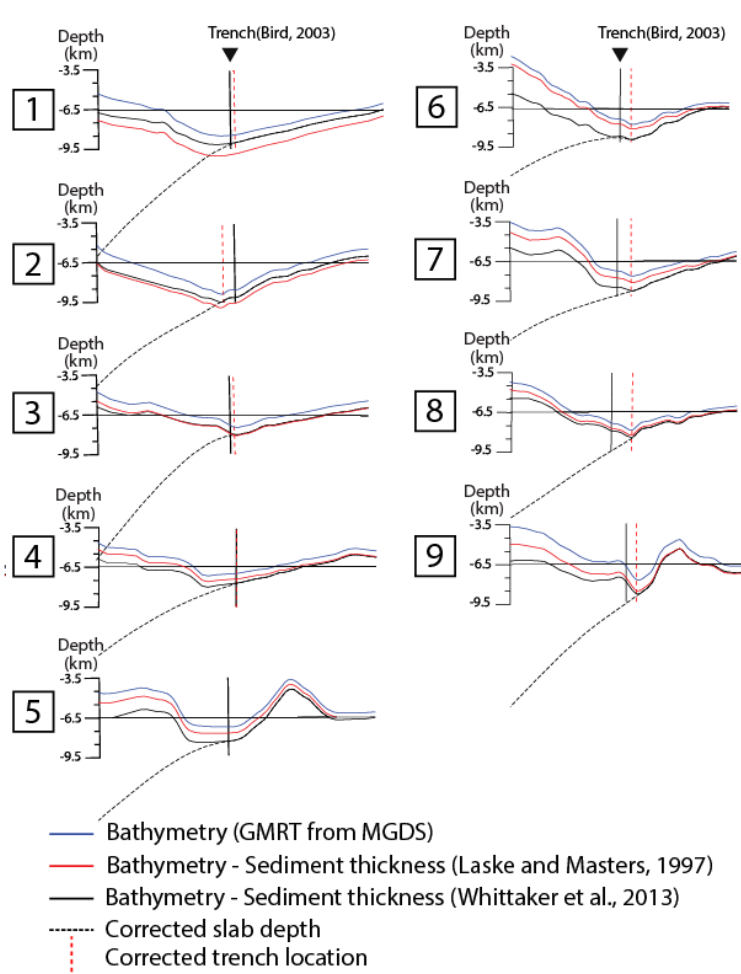 Trench(Bird, 2003)
Depth
(km)
-3.5
-6.5
-9.5
1
Depth
(km)
-3.5
-6.5
-9.5
2
Depth
(km)
-3.5
-6.5
-9.5
3
Depth
(km)
-3.5
-6.5
-9.5
4
Depth
(km)
-3.5
-6.5
-9.5
5
Trench(Bird, 2003)
Depth
(km)
-3.5
-6.5
-9.5
6
Depth
(km)
-3.5
-6.5
-9.5
7
Depth
(km)
-3.5
-6.5
-9.5
8
Depth
(km)
-3.5
-6.5
-9.5
9
Bathymetry (GMRT from MGDS)
Bathymetry - Sediment thickness (Laske and Masters, 1997)
Bathymetry - Sediment thickness (Whittaker et al., 2013)
Corrected slab depth
Corrected trench location